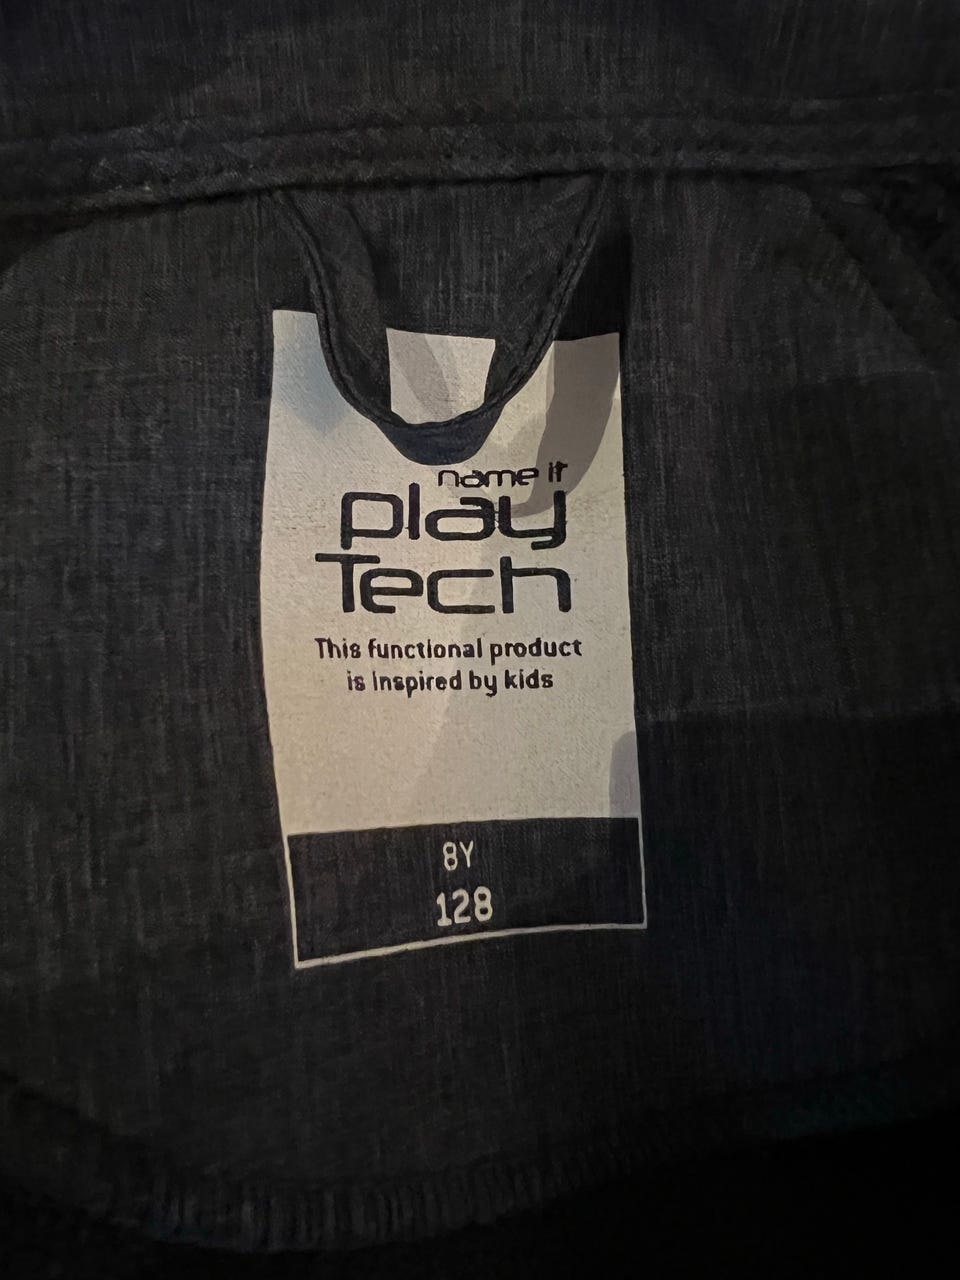 name it
play
Tech
This functional product
is inspired by kids
8Y
128